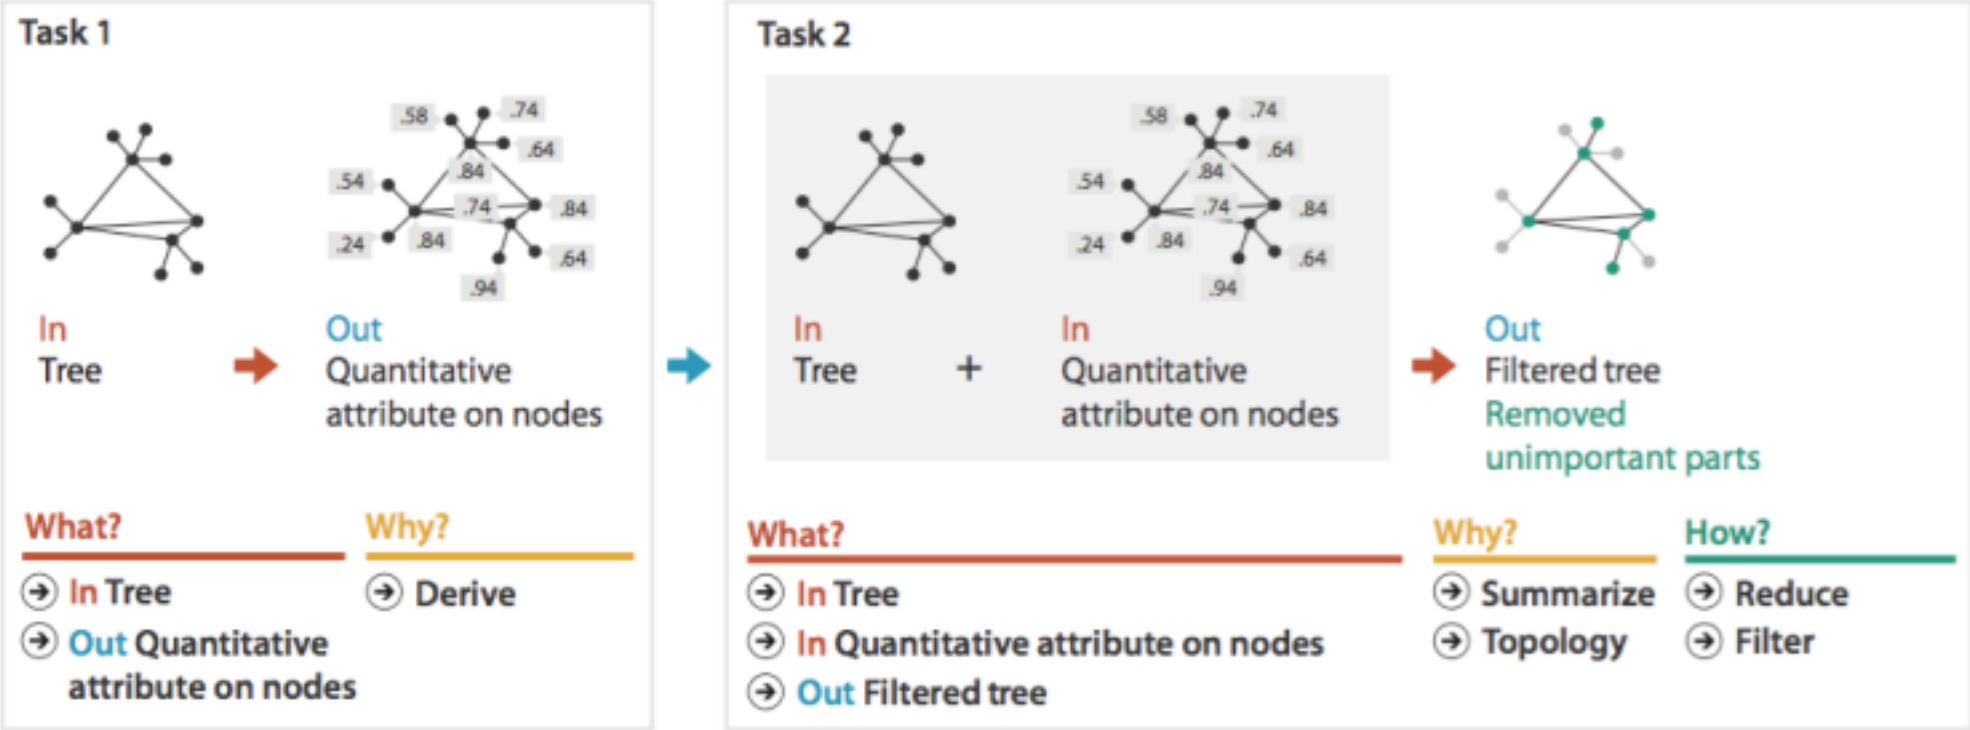 Task 1
.58
.74
.64
.54
.84
.74
.84
.24
.84
.64
.94
In
Tree
Out
Quantitative
attribute on nodes
What?
In Tree
Out Quantitative
attribute on nodes
Why?
Derive
Task 2
.58
.74
.64
.54
.84
.74
.84
.24
.84
.64
.94
In
Tree
+
In
Quantitative
attribute on nodes
Out
Filtered tree
Removed
unimportant parts
What?
In Tree
In Quantitative attribute on nodes
Out Filtered tree
Why?
Summarize
Topology
How?
Reduce
Filter